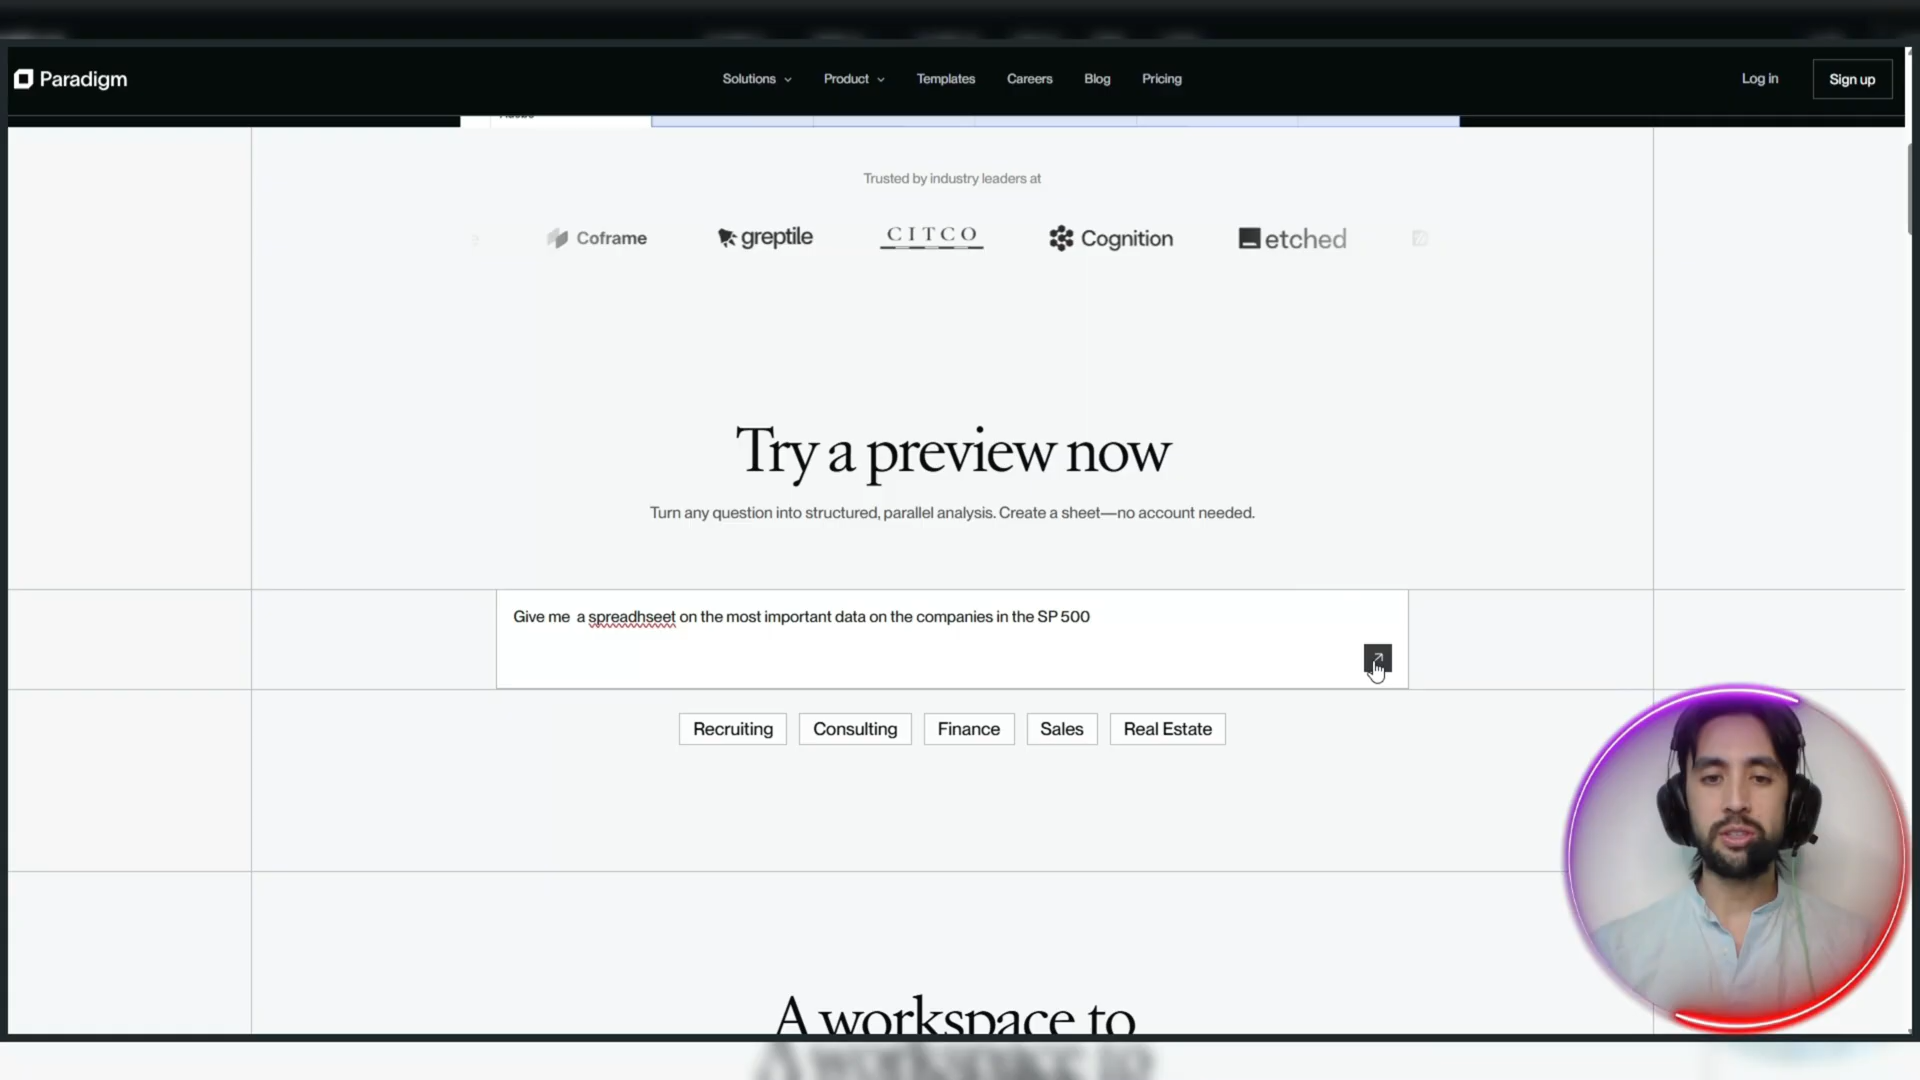 Paradigm
Solutions
Product
Templates
Careers
Blog
Pricing
Log in
Sign up
Trusted by industry leaders at
Coframe
greptile
CITCO
Cognition
etched
Try a preview now
Turn any question into structured, parallel analysis. Create a sheet—no account needed.
Give me  a spreadhseet on the most important data on the companies in the SP 500
Recruiting
Consulting
Finance
Sales
Real Estate
A workspace to